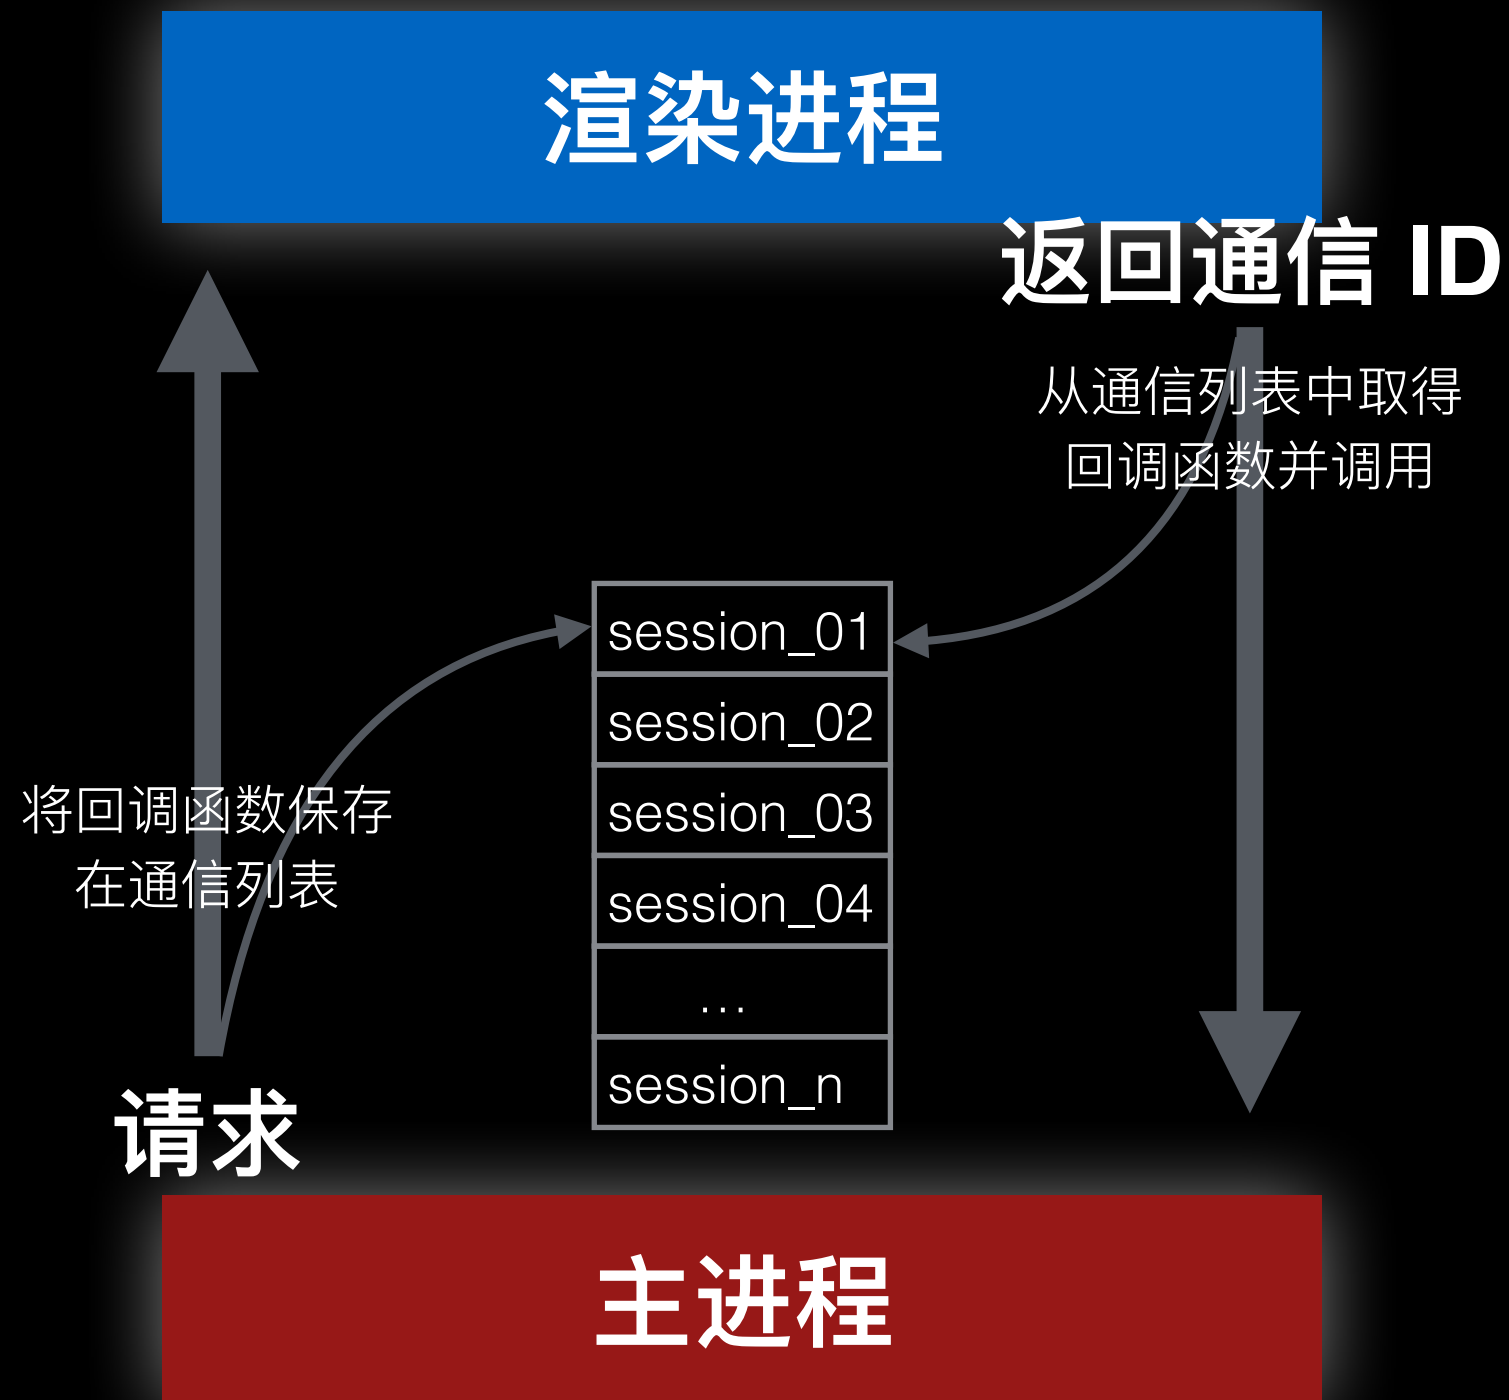 渲染进程
返回通信 ID
从通信列表中取得
回调函数并调用
session_01
session_02
session_03
session_04
...
session_n
将回调函数保存
在通信列表
请求
主进程